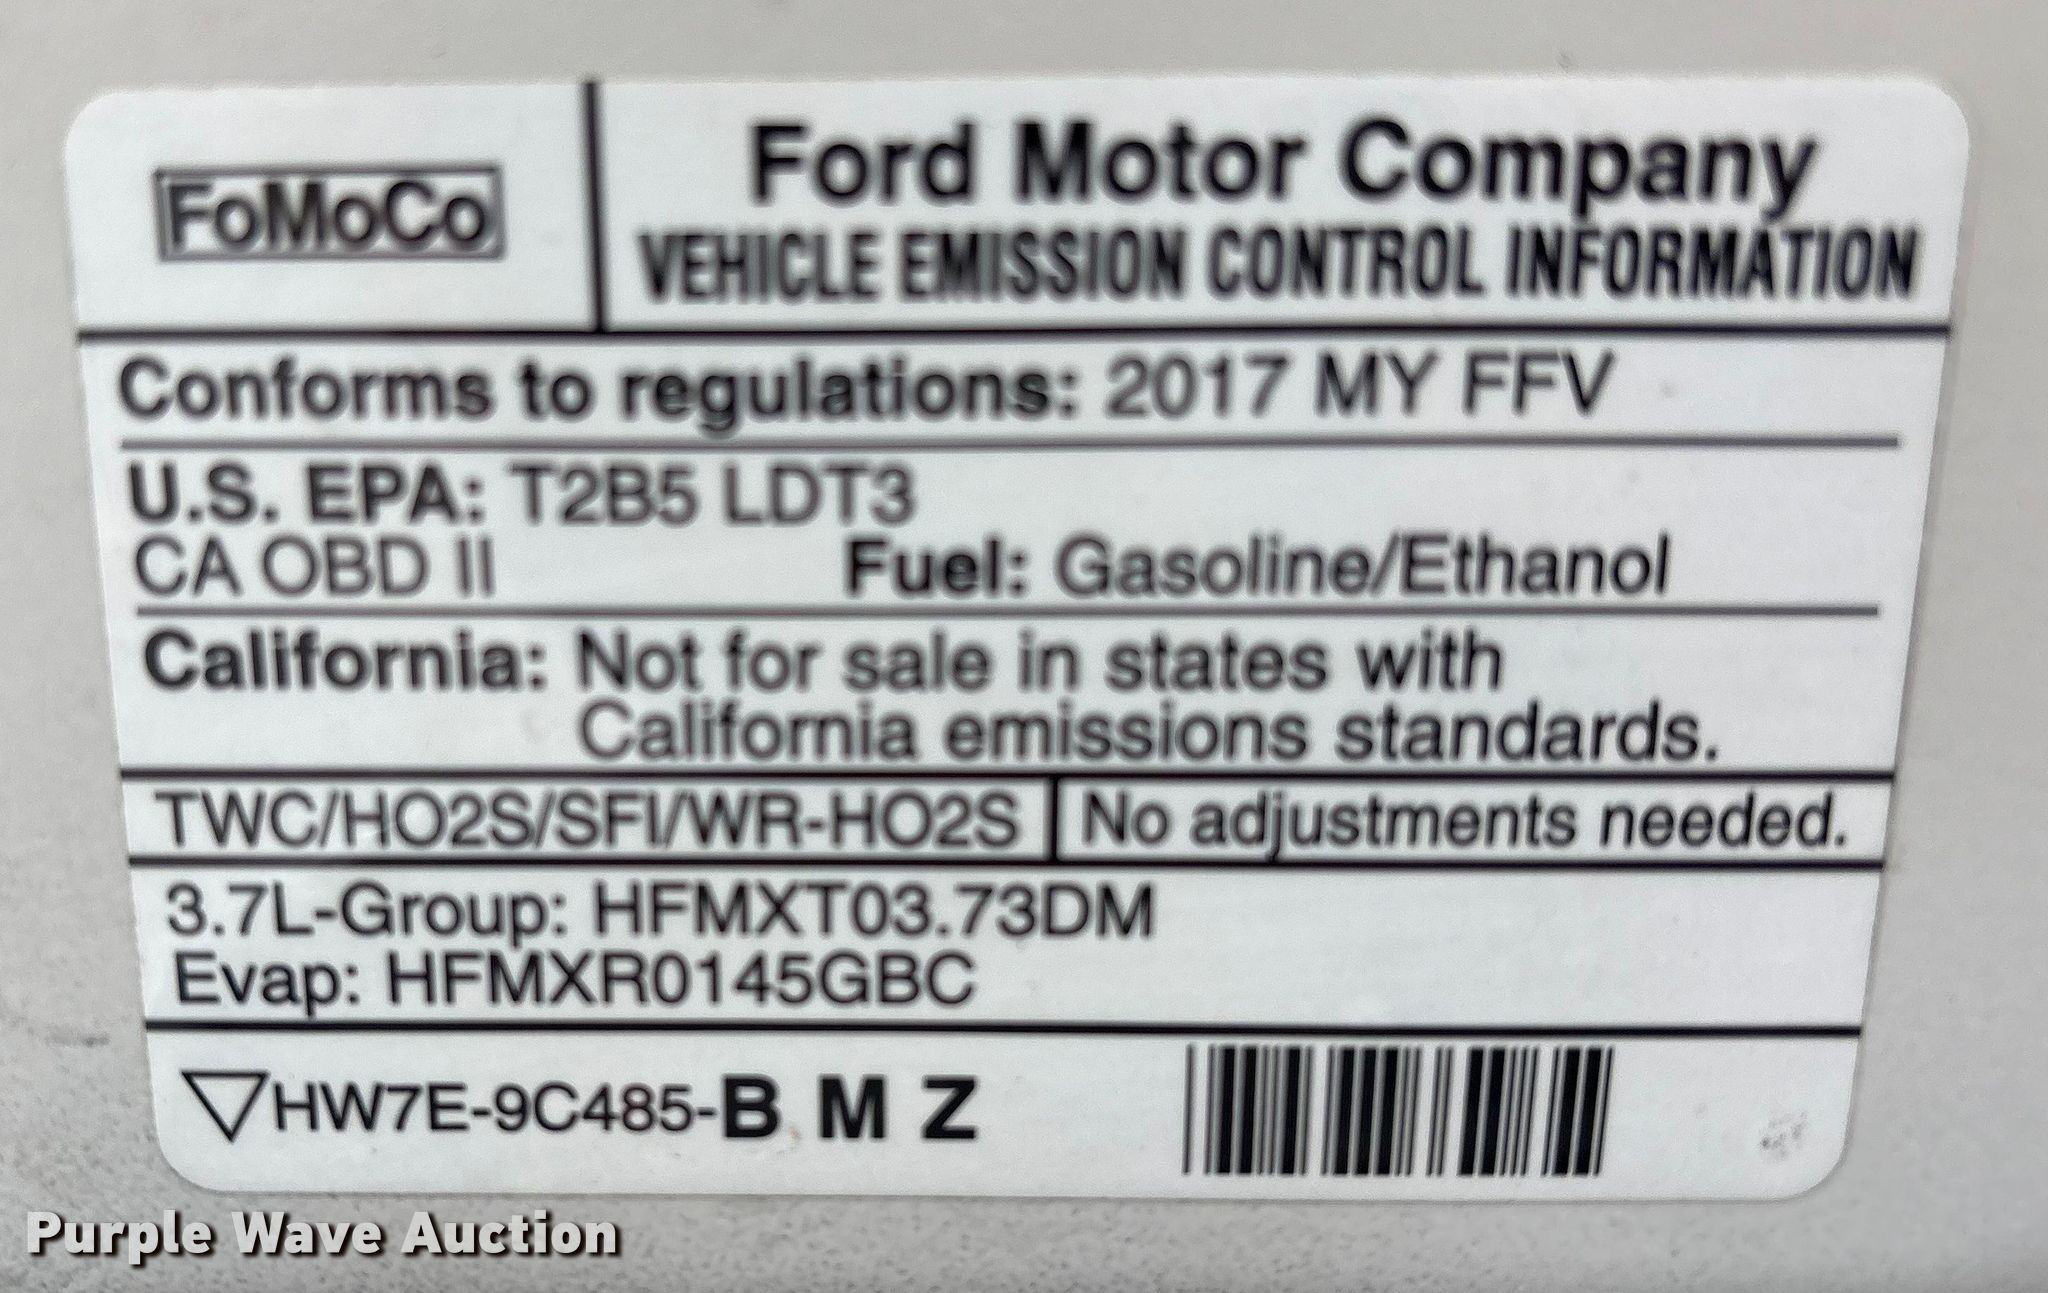 FoMoCo
Ford Motor Company
VEHICLE EMISSION CONTROL INFORMATION
Conforms to regulations: 2017 MY FFV
U.S. EPA: T2B5 LDT3
CA OBD II Fuel: Gasoline/Ethanol
California: Not for sale in states with
California emissions standards.
TWC/HO2S/SFI/WR-HO2S No adjustments needed.
3.7L-Group: HFMXT03.73DM
Evap: HFMXR0145GBC
HW7E-9C485-B M Z
Purple Wave Auction